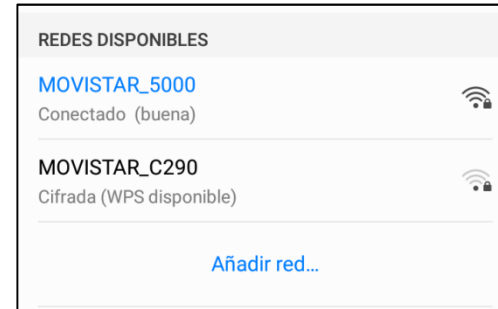 REDES DISPONIBLES
MOVISTAR_5000
Conectado (buena)
MOVISTAR_C290
Cifrada (WPS disponible)
Añadir red...